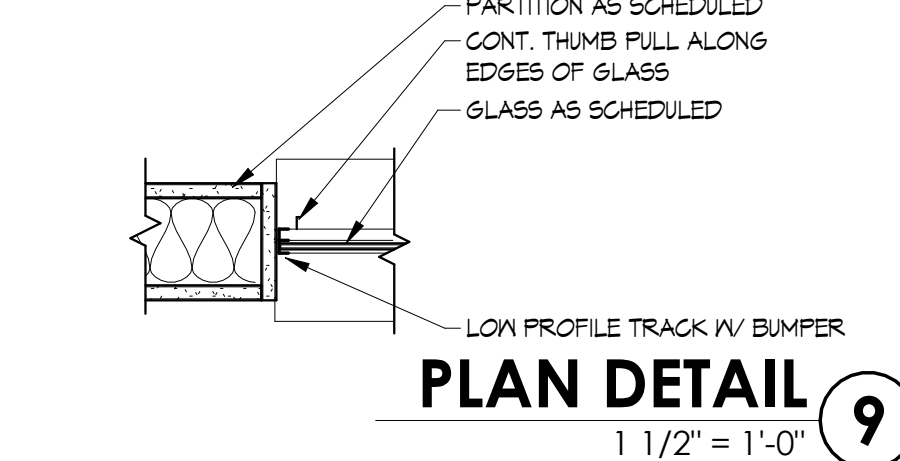 PARTITION AS SCHEDULED
CONT. THUMB PULL ALONG
EDGES OF GLASS
GLASS AS SCHEDULED
LOW PROFILE TRACK W/ BUMPER
PLAN DETAIL
9
1 1/2" = 1'-0"